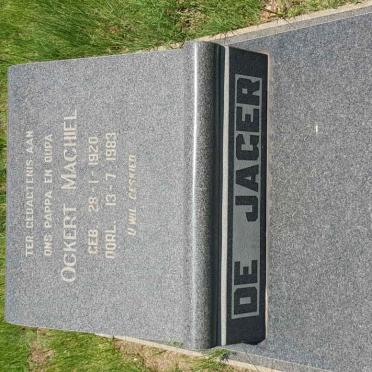 TER GEDAGTENIS AAN
ONS PAPPA EN OUPA
OCKERT MACHIEL
GEB. 28-1-1920
OORL. 13-7-1983
U WIL GESKIED
DE JAGER